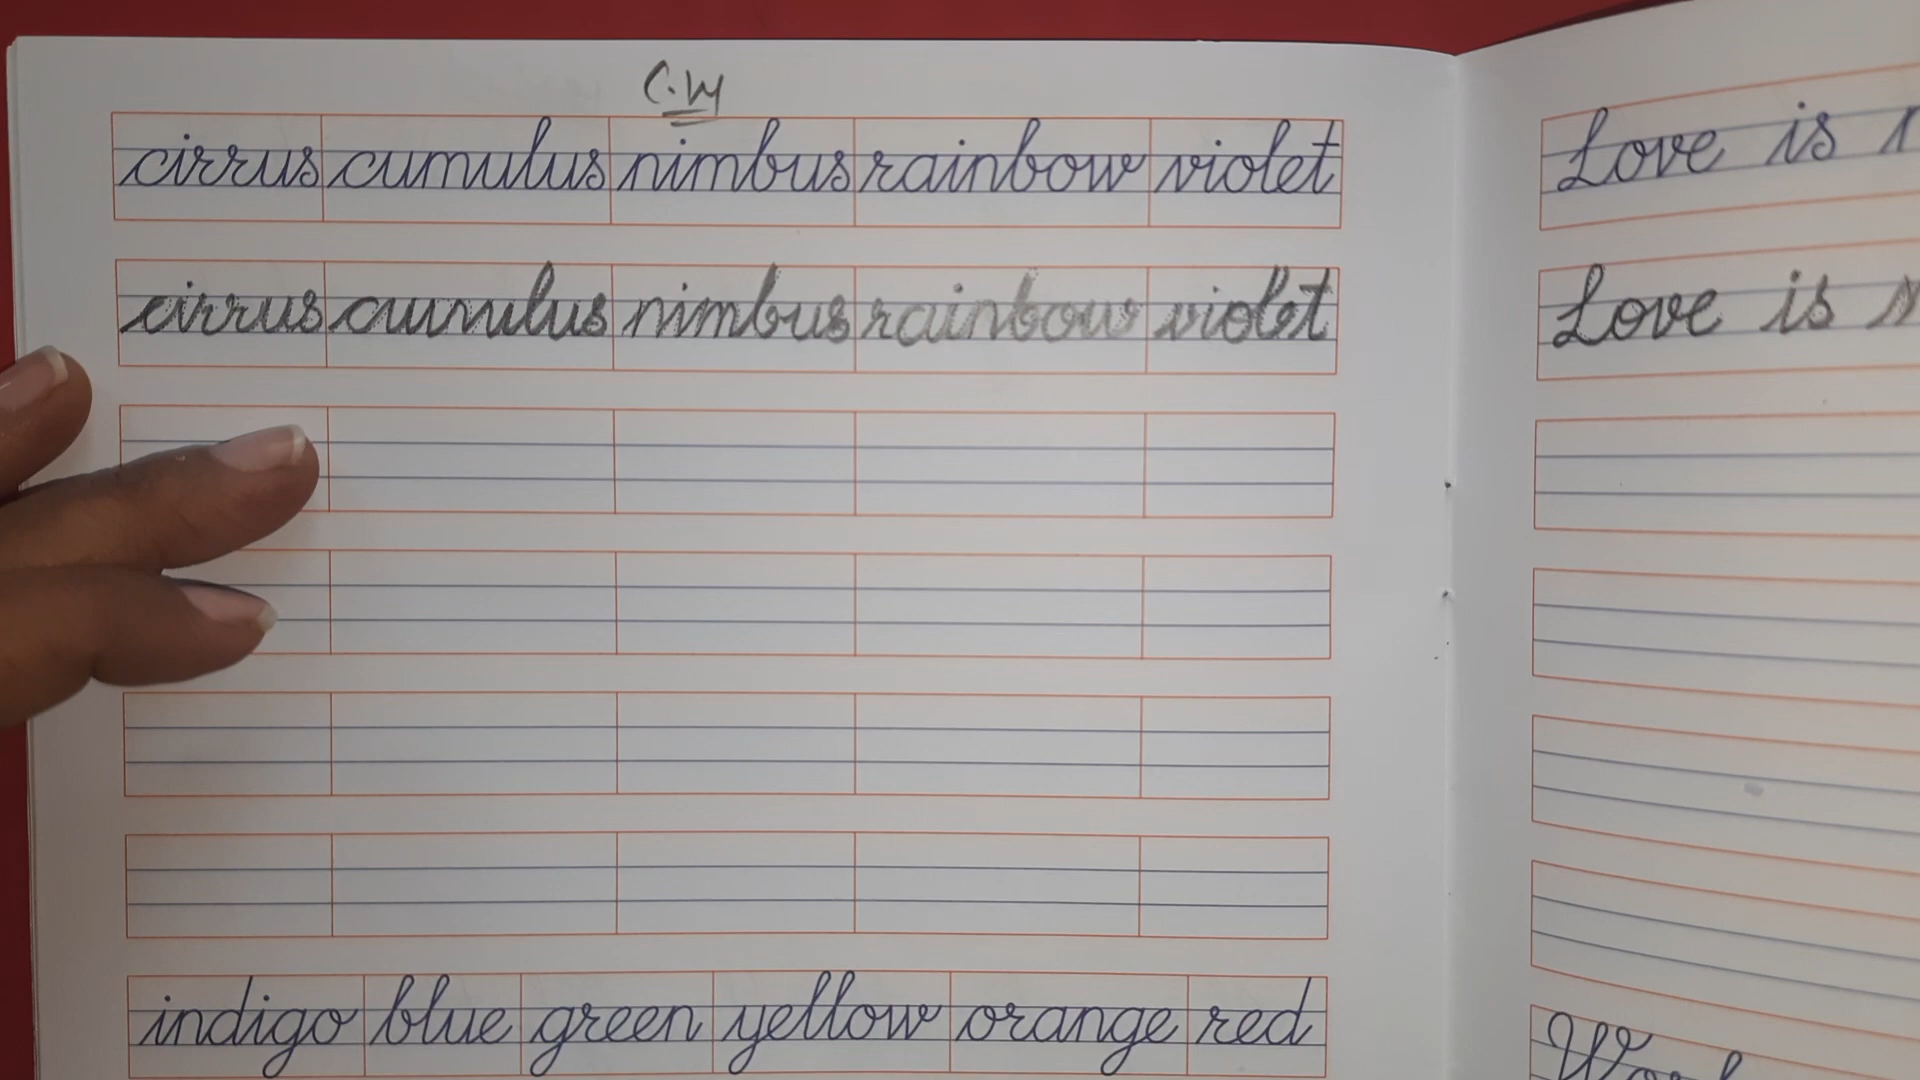 C.W
cirrus cumulus nimbus rainbow violet
cirrus cumulus nimbus rainbow violet
indigo blue green yellow orange red
Love is
Love is